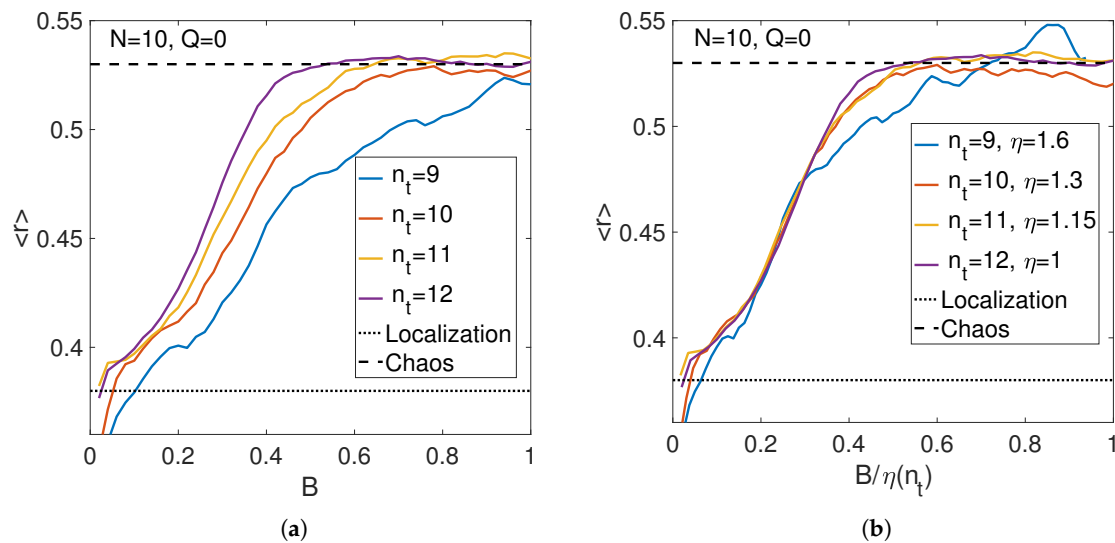 N=10, Q=0
<r>
0.55
0.5
0.45
0.4
n_t=9
n_t=10
n_t=11
n_t=12
Localization
Chaos
0 0.2 0.4 0.6 0.8 1
B
(a)
N=10, Q=0
<r>
0.55
0.5
0.45
0.4
n_t=9, η=1.6
n_t=10, η=1.3
n_t=11, η=1.15
n_t=12, η=1
Localization
Chaos
0 0.2 0.4 0.6 0.8 1
B/η(n_t)
(b)